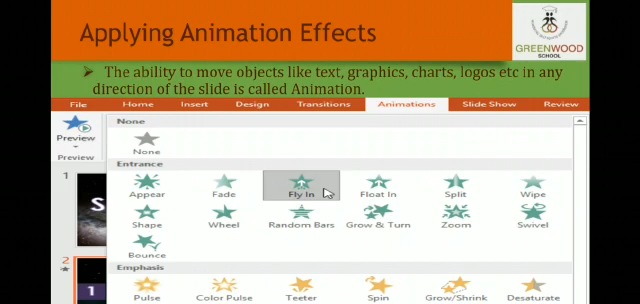 Applying Animation Effects
GREENWOOD
SCHOOL
The ability to move objects like text, graphics, charts, logos etc in any
direction of the slide is called Animation.
File Home Insert Design Transitions Animations Slide Show Review
Preview
Preview
None
None
Entrance
Appear Fade Fly In Float In Split Wipe
Shape Wheel Random Bars Grow & Turn Zoom Swivel
Bounce
Emphasis
Pulse Color Pulse Teeter Spin Grow/Shrink Desaturate
1
S
2
1